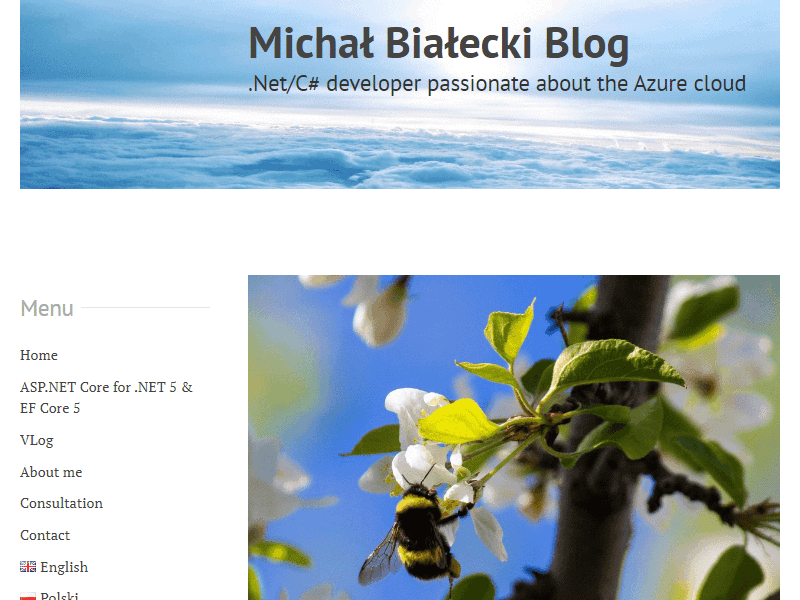 Michał Białecki Blog
.Net/C# developer passionate about the Azure cloud
Menu
Home
ASP.NET Core for .NET 5 &
EF Core 5
VLog
About me
Consultation
Contact
English
Polski